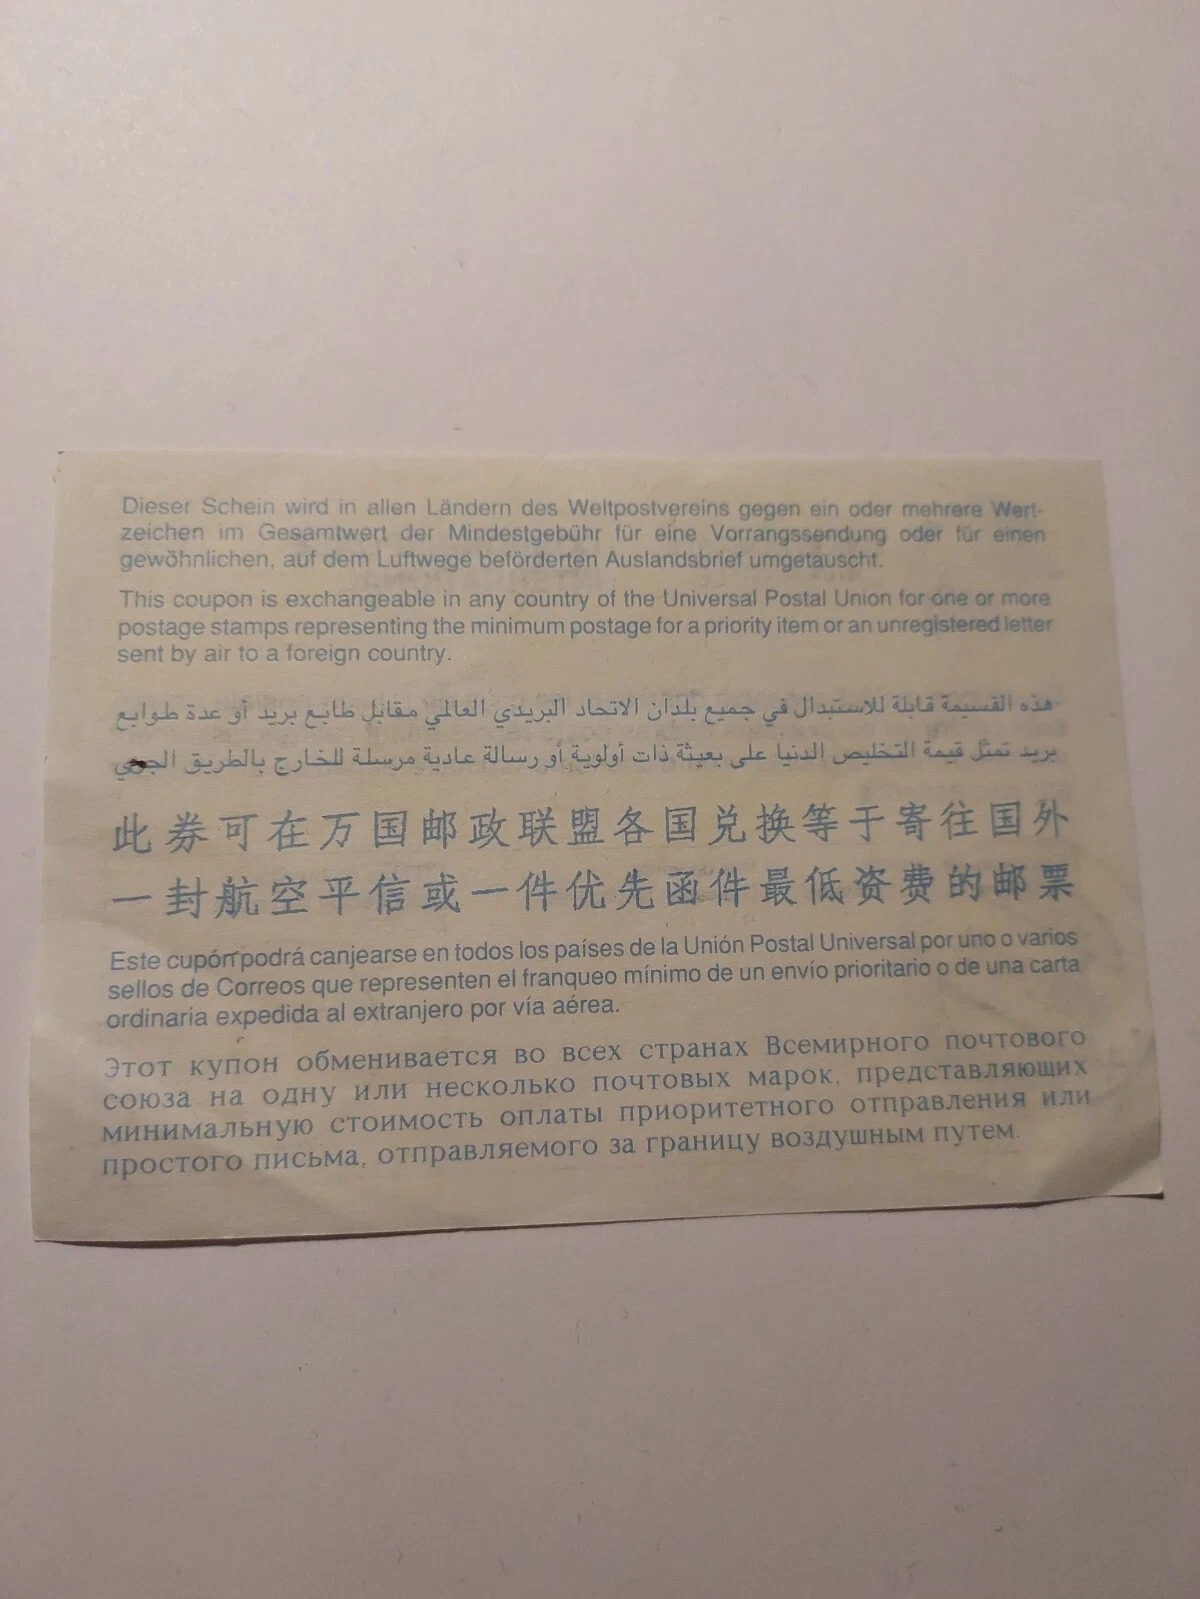 Dieser Schein wird in allen Ländern des Weltpostvereins gegen ein oder mehrere Wert-
zeichen im Gesamtwert der Mindestgebühr für eine Vorrangssendung oder für einen
gewöhnlichen, auf dem Luftwege beförderten Auslandsbrief umgetauscht.
This coupon is exchangeable in any country of the Universal Postal Union for one or more
postage stamps representing the minimum postage for a priority item or an unregistered letter
sent by air to a foreign country.
هذه القسيمة قابلة للاستبدال في جميع بلدان الاتحاد البريدي العالمي مقابل طابع بريد أو عدة طوابع
بريد تمثل قيمة التخليص الدنيا على بعيثة ذات أولوية أو رسالة عادية مرسلة للخارج بالطريق الجوي
此券可在万国邮政联盟各国兑换等于寄往国外
一封航空平信或一件优先函件最低资费的邮票
Este cupón podrá canjearse en todos los países de la Unión Postal Universal por uno o varios
sellos de Correos que representen el franqueo mínimo de un envío prioritario o de una carta
ordinaria expedida al extranjero por vía aérea.
Этот купон обменивается во всех странах Всемирного почтового
союза на одну или несколько почтовых марок, представляющих
минимальную стоимость оплаты приоритетного отправления или
простого письма, отправляемого за границу воздушным путем.